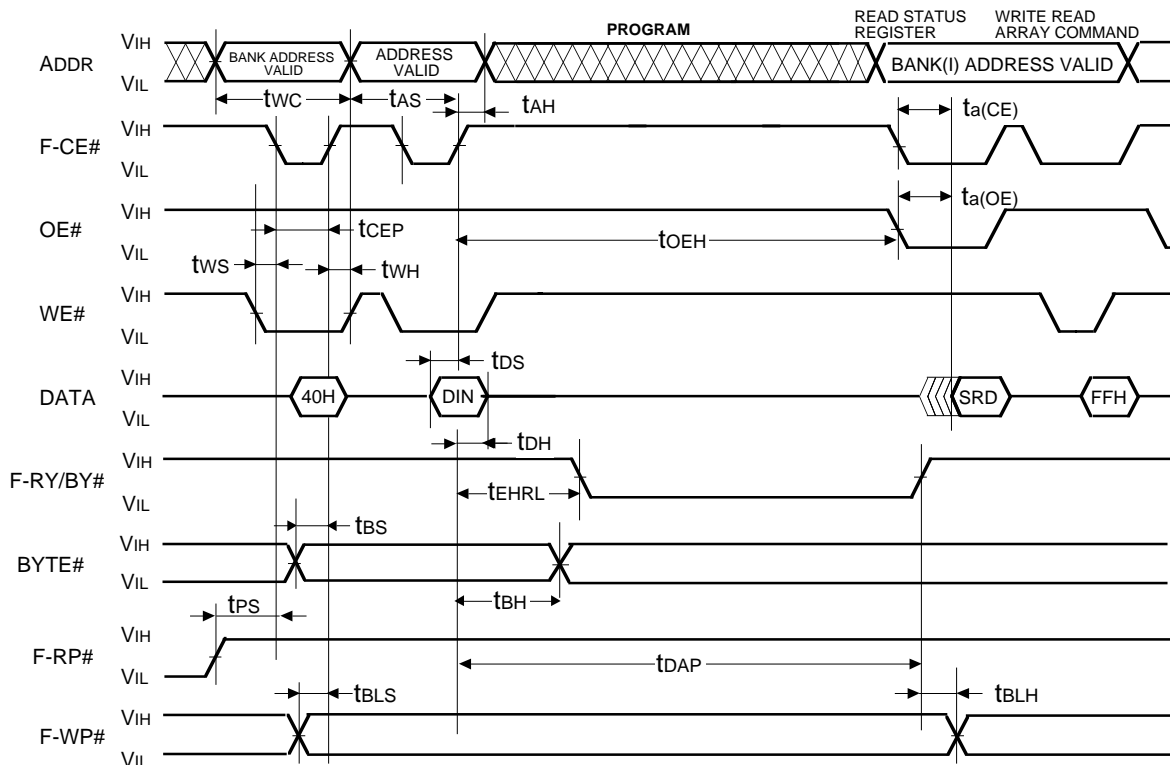 PROGRAM
READ STATUS
REGISTER
WRITE READ
ARRAY COMMAND
ADDR
VIH
VIL
BANK ADDRESS
VALID
ADDRESS
VALID
BANK(I) ADDRESS VALID
tWC
tAS
tAH
ta(CE)
F-CE#
VIH
VIL
ta(OE)
OE#
VIH
VIL
tCEP
tOEH
tWS
tWH
WE#
VIH
VIL
tDS
DATA
VIH
VIL
40H
DIN
SRD
FFH
tDH
F-RY/BY#
VIH
VIL
tEHRL
tBS
BYTE#
VIH
VIL
tBH
tPS
F-RP#
VIH
VIL
tDAP
tBLS
tBLH
F-WP#
VIH
VIL